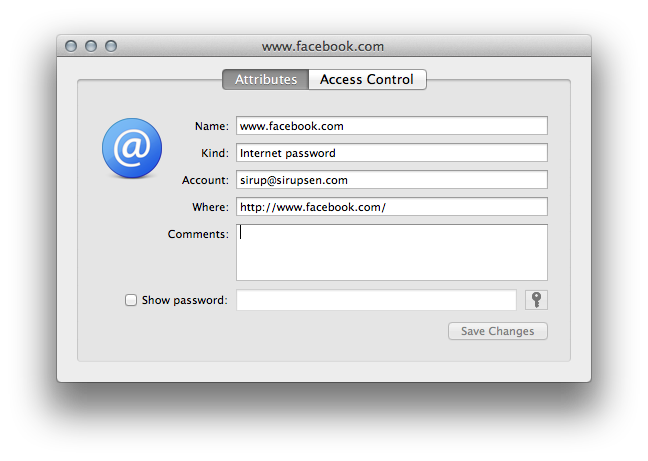 www.facebook.com
Attributes Access Control
Name: www.facebook.com
Kind: Internet password
Account: sirup@sirupsen.com
Where: http://www.facebook.com/
Comments:
Show password:
Save Changes